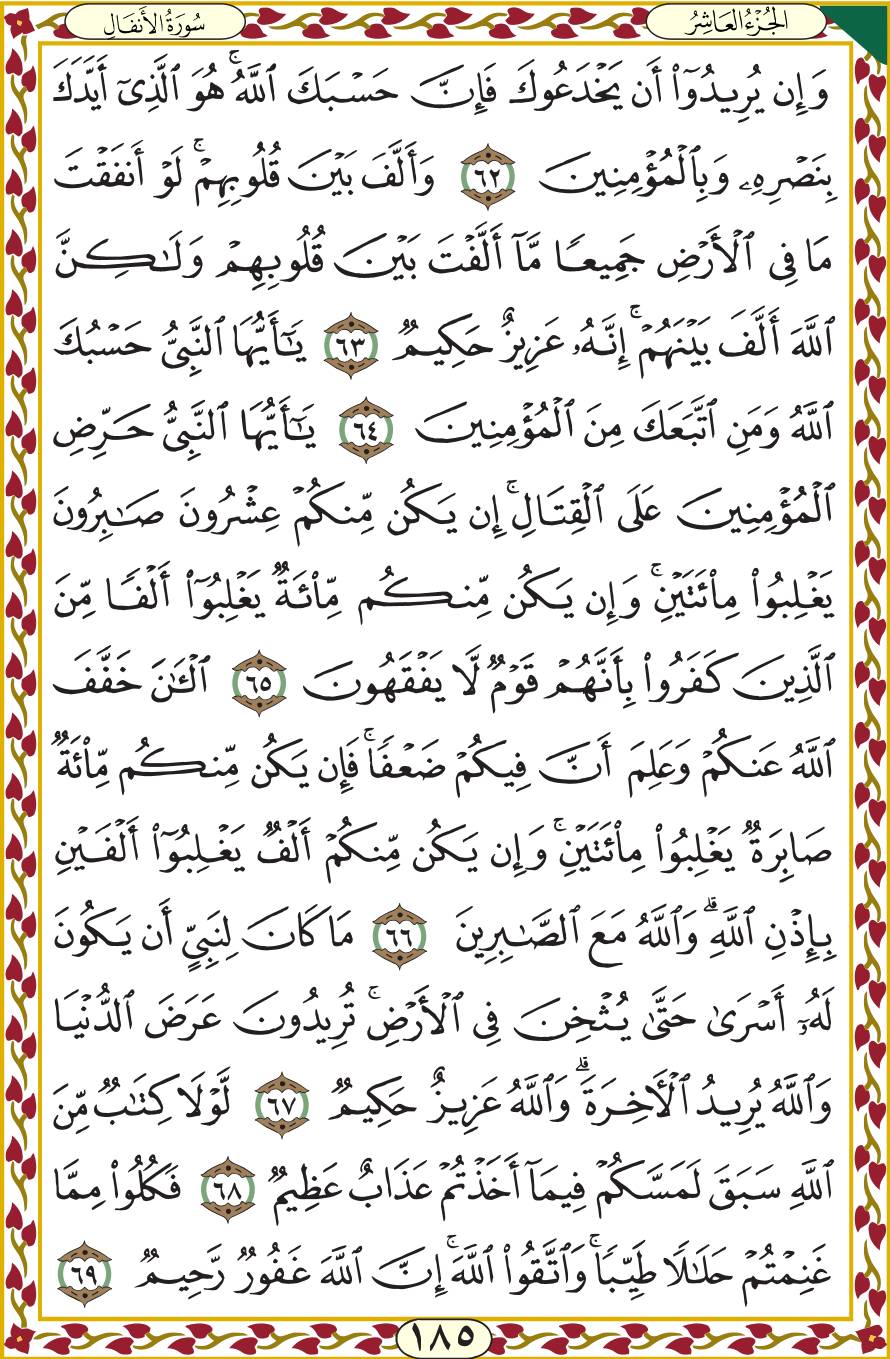 الجُزْءُ العَاشِرُ
سُورَةُ الأَنفَالِ
وَإِن يُرِيدُوٓا۟ أَن يَخْدَعُوكَ فَإِنَّ حَسْبَكَ ٱللَّهُ ۚ هُوَ ٱلَّذِىٓ أَيَّدَكَ
بِنَصْرِهِۦ وَبِٱلْمُؤْمِنِينَ ٦٢ وَأَلَّفَ بَيْنَ قُلُوبِهِمْ ۚ لَوْ أَنفَقْتَ
مَا فِى ٱلْأَرْضِ جَمِيعًا مَّآ أَلَّفْتَ بَيْنَ قُلُوبِهِمْ وَلَـٰكِنَّ
ٱللَّهَ أَلَّفَ بَيْنَهُمْ ۚ إِنَّهُۥ عَزِيزٌ حَكِيمٌ ٦٣ يَـٰٓأَيُّهَا ٱلنَّبِىُّ حَسْبُكَ
ٱللَّهُ وَمَنِ ٱتَّبَعَكَ مِنَ ٱلْمُؤْمِنِينَ ٦٤ يَـٰٓأَيُّهَا ٱلنَّبِىُّ حَرِّضِ
ٱلْمُؤْمِنِينَ عَلَى ٱلْقِتَالِ ۚ إِن يَكُن مِّنكُمْ عِشْرُونَ صَـٰبِرُونَ
يَغْلِبُوا۟ مِا۟ئَتَيْنِ ۚ وَإِن يَكُن مِّنكُم مِّا۟ئَةٌ يَغْلِبُوٓا۟ أَلْفًا مِّنَ
ٱلَّذِينَ كَفَرُوا۟ بِأَنَّهُمْ قَوْمٌ لَّا يَفْقَهُونَ ٦٥ ٱلْـَٔـٰنَ خَفَّفَ
ٱللَّهُ عَنكُمْ وَعَلِمَ أَنَّ فِيكُمْ ضَعْفًا ۚ فَإِن يَكُن مِّنكُم مِّا۟ئَةٌ
صَابِرَةٌ يَغْلِبُوا۟ مِا۟ئَتَيْنِ ۚ وَإِن يَكُن مِّنكُمْ أَلْفٌ يَغْلِبُوٓا۟ أَلْفَيْنِ
بِإِذْنِ ٱللَّهِ ۗ وَٱللَّهُ مَعَ ٱلصَّـٰبِرِينَ ٦٦ مَا كَانَ لِنَبِىٍّ أَن يَكُونَ
لَهُۥٓ أَسْرَىٰ حَتَّىٰ يُثْخِنَ فِى ٱلْأَرْضِ ۚ تُرِيدُونَ عَرَضَ ٱلدُّنْيَا
وَٱللَّهُ يُرِيدُ ٱلْـَٔاخِرَةَ ۗ وَٱللَّهُ عَزِيزٌ حَكِيمٌ ٦٧ لَّوْلَا كِتَـٰبٌ مِّنَ
ٱللَّهِ سَبَقَ لَمَسَّكُمْ فِيمَآ أَخَذْتُمْ عَذَابٌ عَظِيمٌ ٦٨ فَكُلُوا۟ مِمَّا
غَنِمْتُمْ حَلَـٰلًا طَيِّبًا ۚ وَٱتَّقُوا۟ ٱللَّهَ ۚ إِنَّ ٱللَّهَ غَفُورٌ رَّحِيمٌ ٦٩
١٨٥